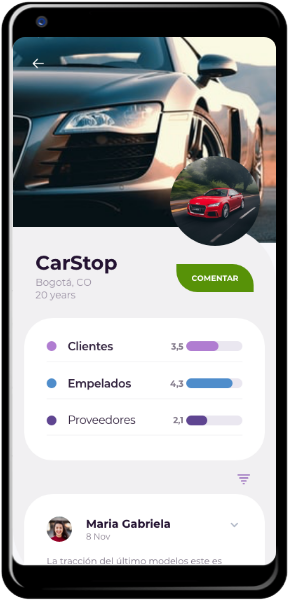 CarStop
Bogotá, CO
20 years
COMENTAR
Clientes 3,5
Empelados 4,3
Proveedores 2,1
Maria Gabriela
8 Nov
La tracción del último modelos este es